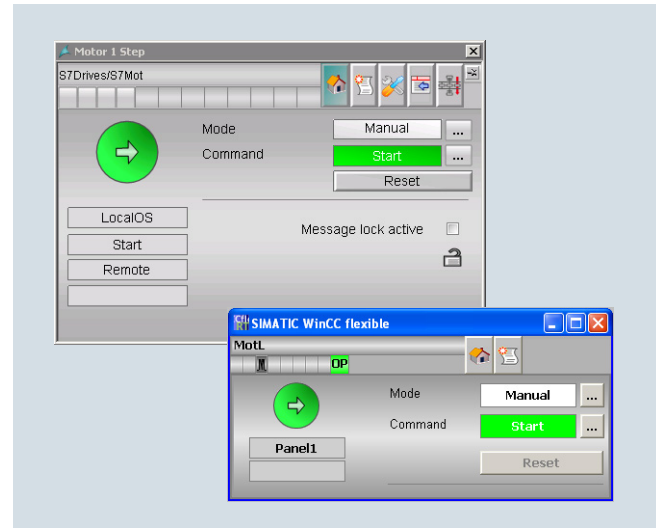 Motor 1 Step
S7Drives/S7Mot
Mode Manual ...
Command Start ...
Reset
LocalOS
Message lock active
Start
Remote
SIMATIC WinCC flexible
MotL
M OP
Mode Manual ...
Command Start ...
Panel1
Reset